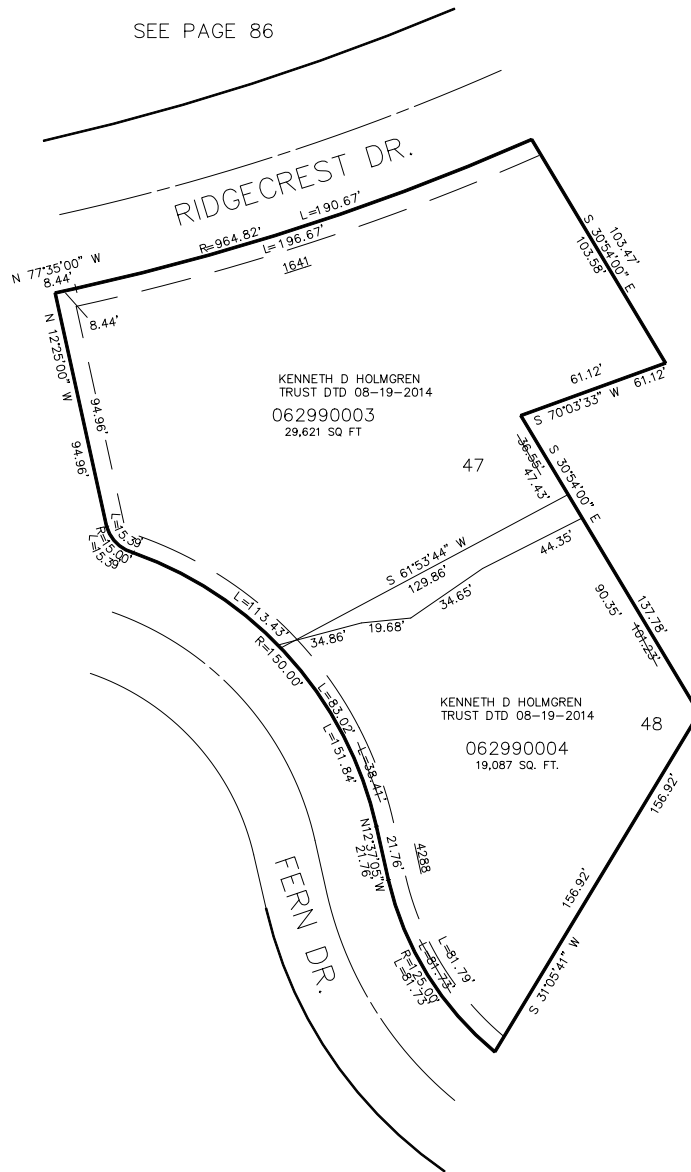 SEE PAGE 86
RIDGECREST DR.
L=190.67'
R=964.82'
L=196.67'
1641
N 77°35'00" W
8.44'
8.44'
S 30°54'00" E
103.47'
103.58'
N 12°25'00" W
94.96'
94.96'
KENNETH D HOLMGREN
TRUST DTD 08-19-2014
062990003
29,621 SQ FT
61.12'
S 70°03'33" W
61.12'
47
36.55'
47.43'
S 30°54'00" E
L=15.39
R=15.00'
L=15.39
S 61°53'44" W
129.86'
44.35'
34.65'
19.68'
34.86'
L=113.43'
R=150.00'
90.35'
137.78'
101.23'
L=83.02'
L=151.84'
L=38.41'
KENNETH D HOLMGREN
TRUST DTD 08-19-2014
48
062990004
19,087 SQ. FT.
156.92'
156.92'
S 31°05'41" W
N12°37'05"W
21.76'
21.76'
4288
FERN DR.
L=81.79'
L=81.73'
R=125.00'
L=81.73'